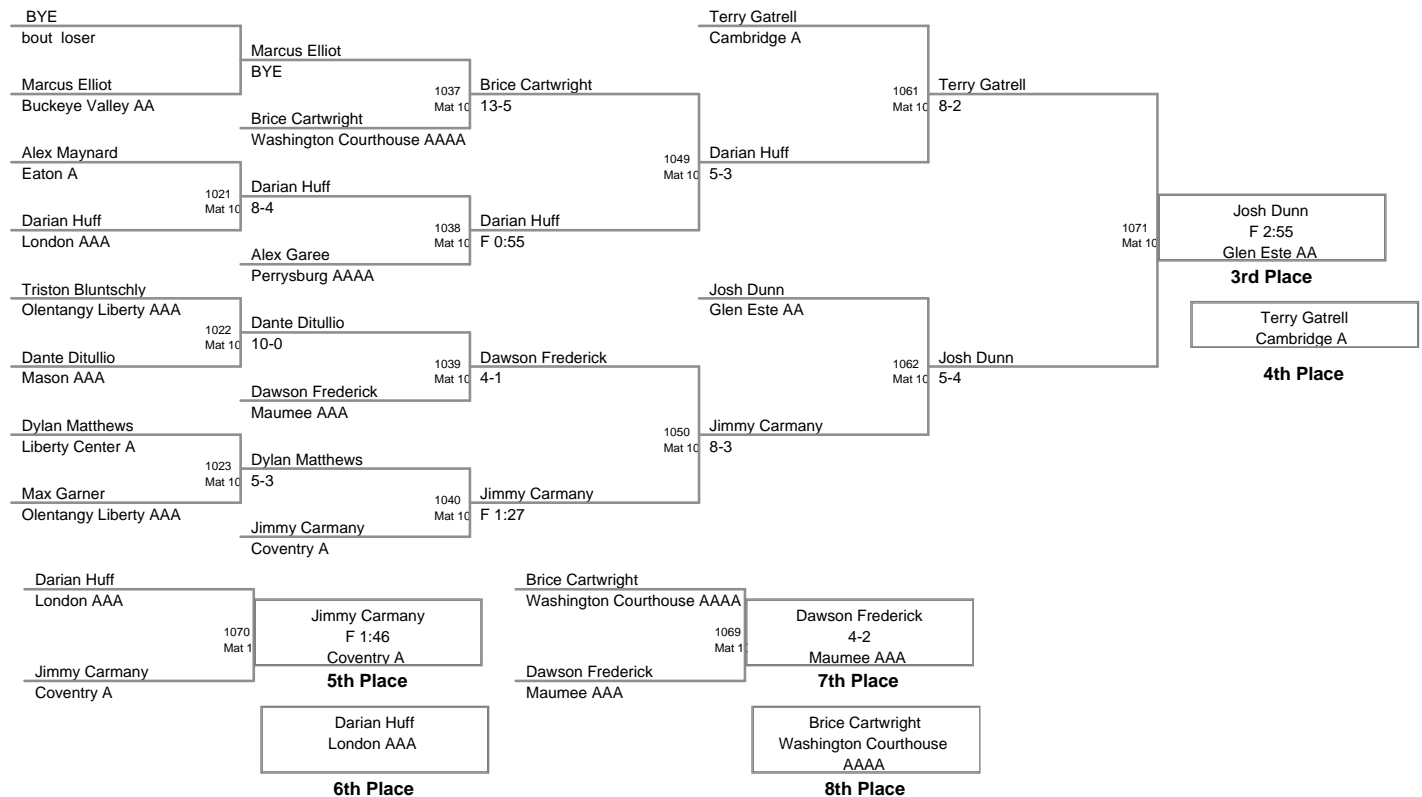 BYE
bout loser
Marcus Elliot
Buckeye Valley AA
Alex Maynard
Eaton A
1021
Mat 10
Darian Huff
London AAA
Triston Bluntschly
Olentangy Liberty AAA
1022
Mat 10
Dante Ditullio
Mason AAA
Dylan Matthews
Liberty Center A
1023
Mat 10
Max Garner
Olentangy Liberty AAA
Marcus Elliot
BYE
1037
Mat 10
Brice Cartwright
Washington Courthouse AAAA
Darian Huff
8-4
1038
Mat 10
Alex Garee
Perrysburg AAAA
Dante Ditullio
10-0
1039
Mat 10
Dawson Frederick
Maumee AAA
Dylan Matthews
5-3
1040
Mat 10
Jimmy Carmany
Coventry A
Brice Cartwright
13-5
1049
Mat 10
Darian Huff
F 0:55
Dawson Frederick
4-1
1050
Mat 10
Jimmy Carmany
F 1:27
Terry Gatrell
Cambridge A
1061
Mat 10
Darian Huff
5-3
Josh Dunn
Glen Este AA
1062
Mat 10
Jimmy Carmany
8-3
Terry Gatrell
8-2
1071
Mat 10
Josh Dunn
5-4
Josh Dunn
F 2:55
Glen Este AA
3rd Place
Terry Gatrell
Cambridge A
4th Place
Darian Huff
London AAA
1070
Mat 1
Jimmy Carmany
Coventry A
Jimmy Carmany
F 1:46
Coventry A
5th Place
Darian Huff
London AAA
6th Place
Brice Cartwright
Washington Courthouse AAAA
1069
Mat 1
Dawson Frederick
Maumee AAA
Dawson Frederick
4-2
Maumee AAA
7th Place
Brice Cartwright
Washington Courthouse
AAAA
8th Place